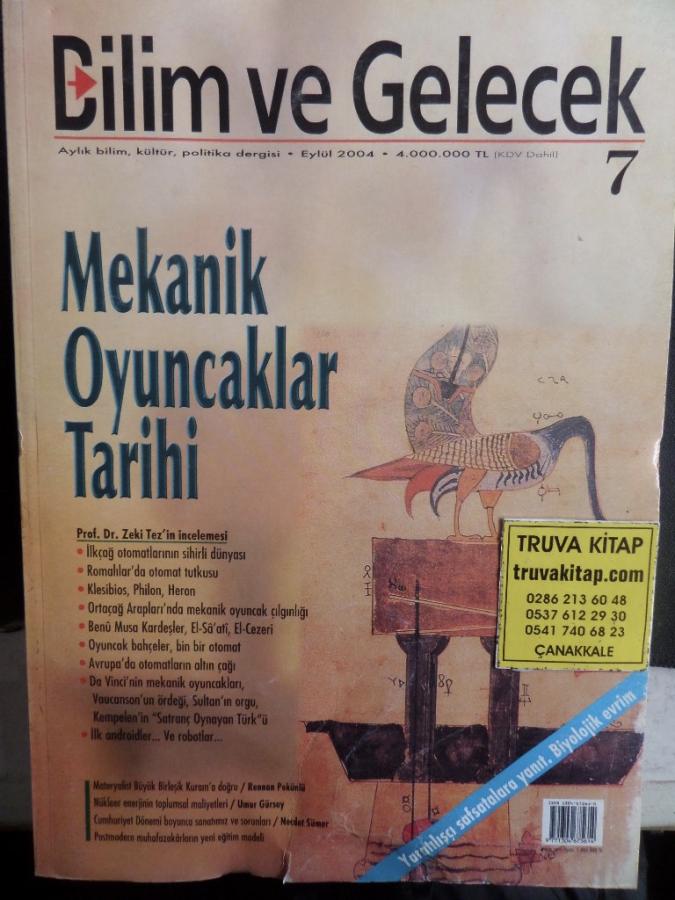 Bilim ve Gelecek
Aylık bilim, kültür, politika dergisi • Eylül 2004 • 4.000.000 TL (KDV Dahil)
7
Mekanik
Oyuncaklar
Tarihi
Prof. Dr. Zeki Tez'in incelemesi
• İlkçağ otomatlarının sihirli dünyası
• Romalılar'da otomat tutkusu
• Klesibios, Philon, Heron
• Ortaçağ Arapları'nda mekanik oyuncak çılgınlığı
• Benû Musa Kardeşler, El-Sâ'atî, El-Cezeri
• Oyuncak bahçeler, bin bir otomat
• Avrupa'da otomatların altın çağı
• Da Vinci'nin mekanik oyuncakları,
Vaucanson'un ördeği, Sultan'ın orgu,
Kempelen'in "Satranç Oynayan Türk"ü
• İlk androidler... Ve robotlar...
TRUVA KİTAP
truvakitap.com
0286 213 60 48
0537 612 29 30
0541 740 68 23
ÇANAKKALE
Yaratılışçı safsatalara yanıt. Biyolojik evrim
Materyalist Büyük Birleşik Kuram'a doğru / Rennan Pekünlü
Nükleer enerjinin toplumsal maliyetleri / Umur Gürsoy
Cumhuriyet Dönemi boyunca sanatımız ve sorunları / Necdet Sümer
Postmodern muhafazakârların yeni eğitim modeli